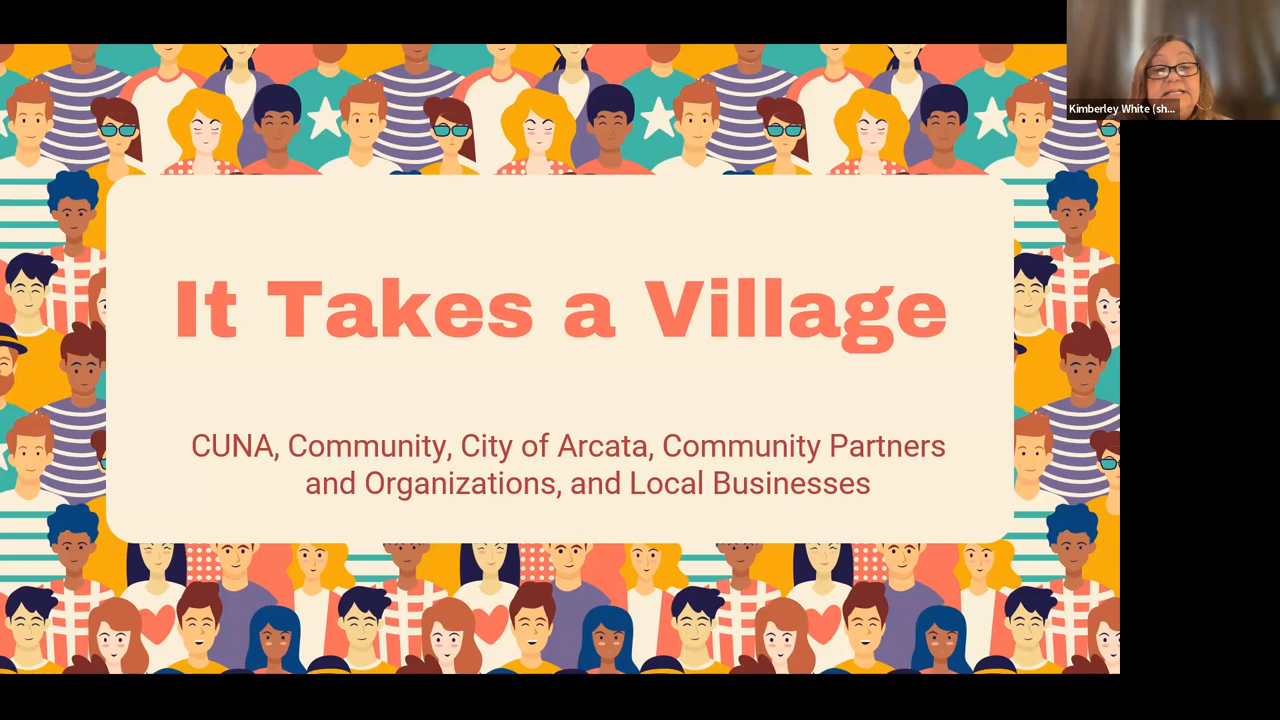 Kimberley White (sh...
It Takes a Village
CUNA, Community, City of Arcata, Community Partners
and Organizations, and Local Businesses